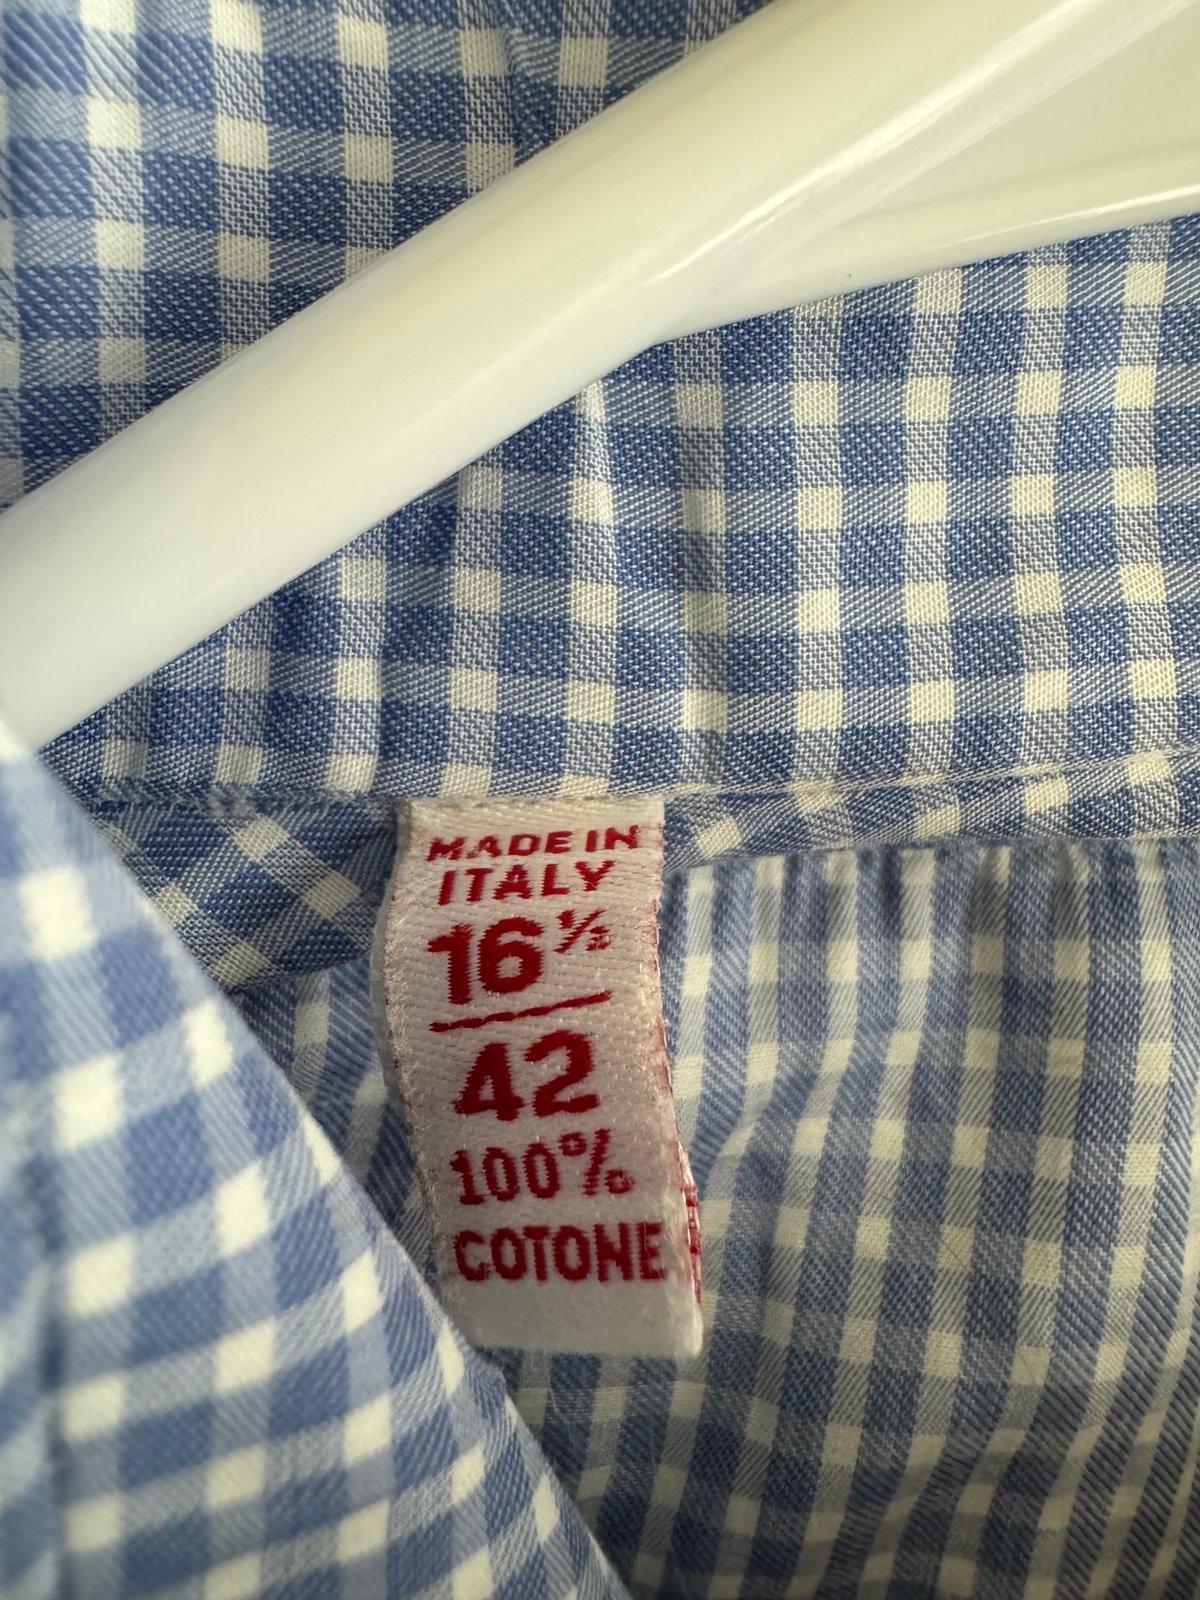 MADE IN
ITALY
16½
42
100%
COTONE